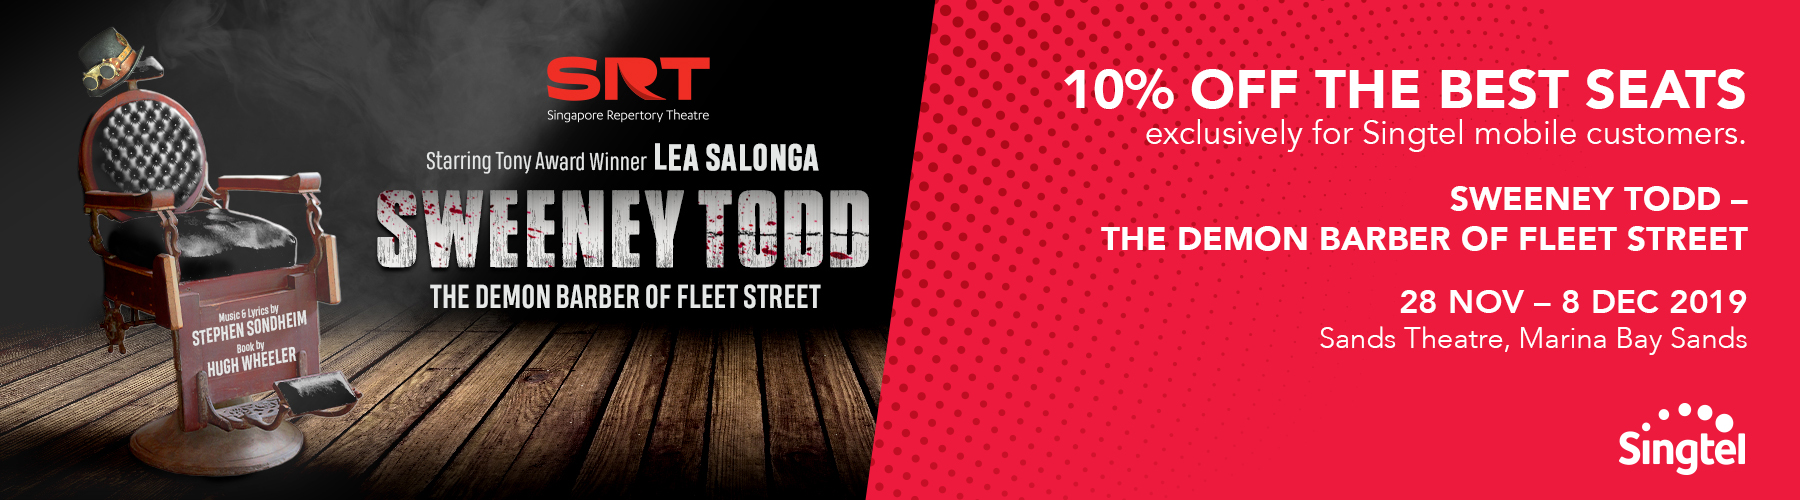 SRT
Singapore Repertory Theatre
Starring Tony Award Winner LEA SALONGA
SWEENEY TODD
THE DEMON BARBER OF FLEET STREET
Music & Lyrics by
STEPHEN SONDHEIM
Book by
HUGH WHEELER
10% OFF THE BEST SEATS
exclusively for Singtel mobile customers.
SWEENEY TODD –
THE DEMON BARBER OF FLEET STREET
28 NOV – 8 DEC 2019
Sands Theatre, Marina Bay Sands
Singtel